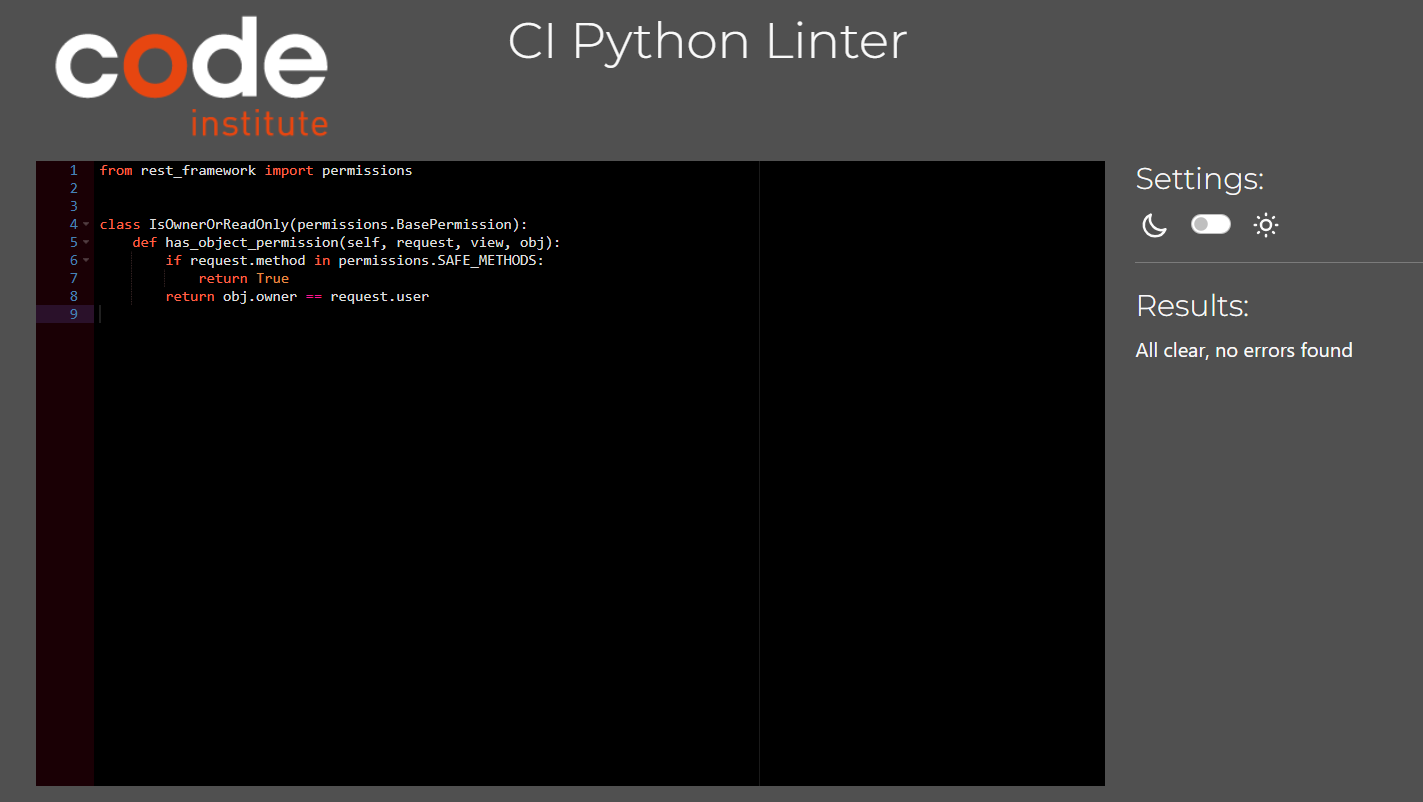 code
institute
CI Python Linter
1 from rest_framework import permissions
2
3
4 class IsOwnerOrReadOnly(permissions.BasePermission):
5     def has_object_permission(self, request, view, obj):
6         if request.method in permissions.SAFE_METHODS:
7             return True
8         return obj.owner == request.user
9
Settings:
Results:
All clear, no errors found